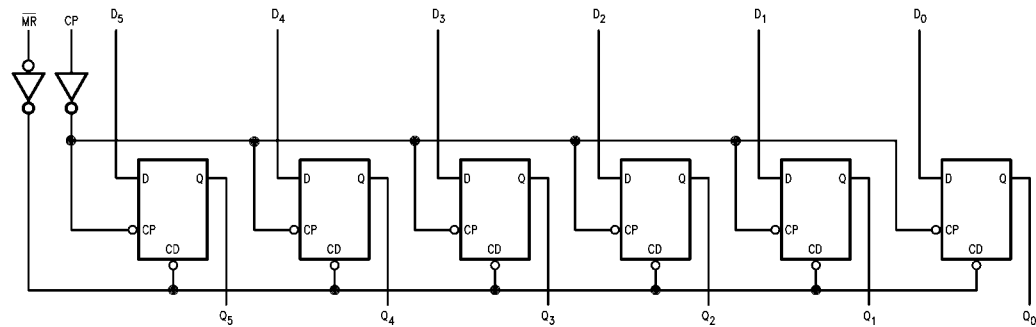 M̅R̅ CP D₅ D₄ D₃ D₂ D₁ D₀
D Q D Q D Q D Q D Q D Q
CP CP CP CP CP CP
CD CD CD CD CD CD
Q₅ Q₄ Q₃ Q₂ Q₁ Q₀